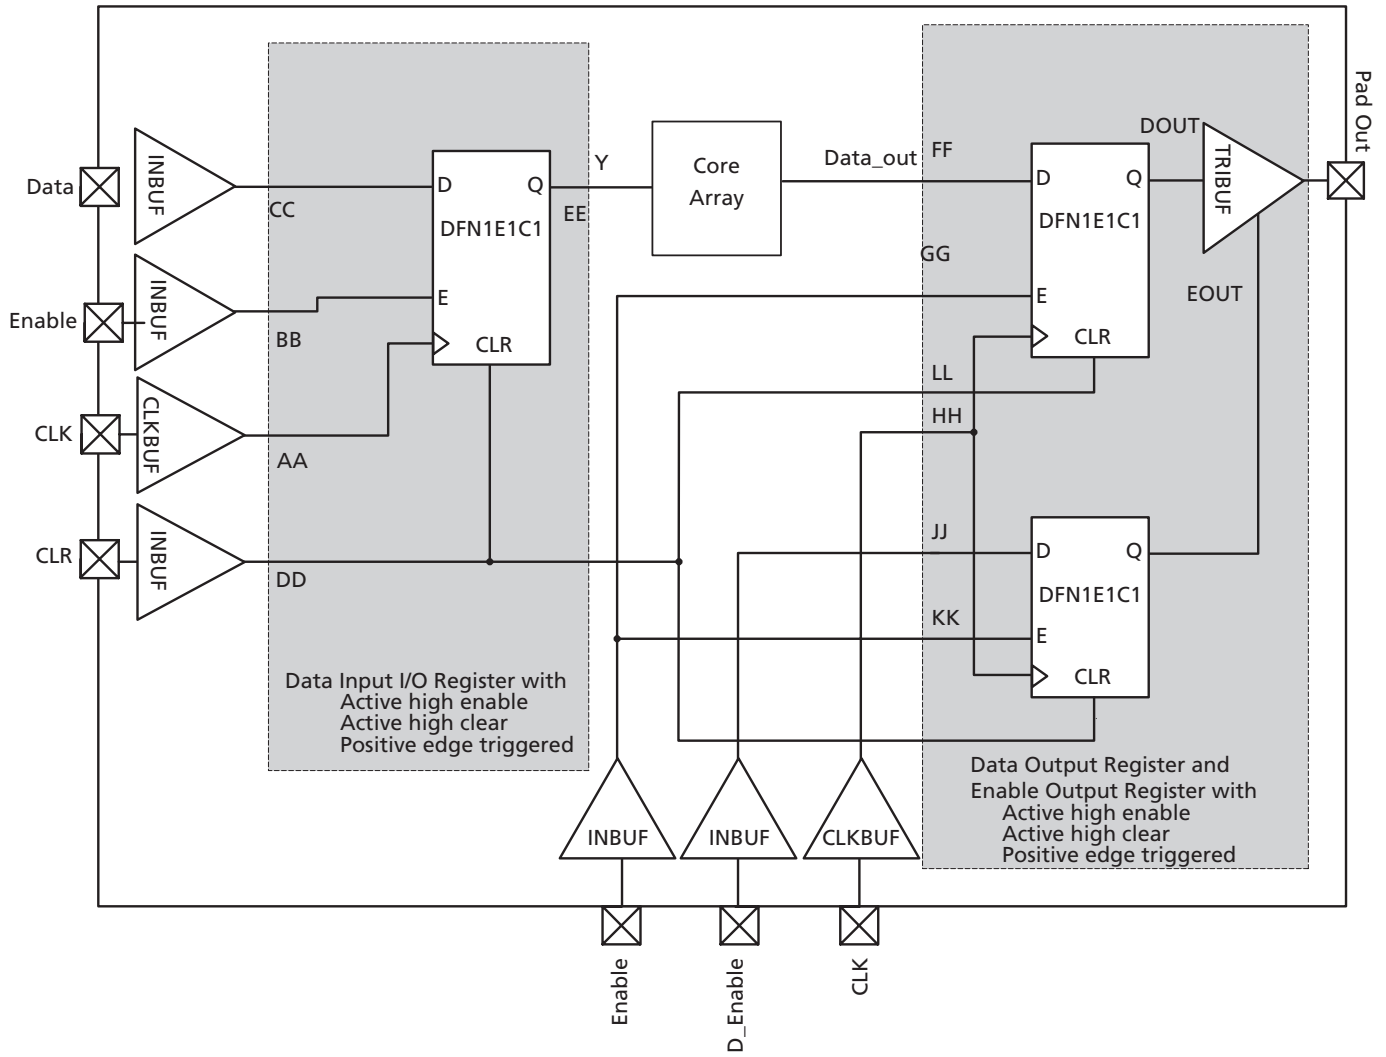 Data
INBUF
CC
D
Q
DFN1E1C1
E
CLR
Y
EE
Core
Array
Data_out
FF
D
Q
DFN1E1C1
E
CLR
DOUT
TRIBUF
Pad Out
GG
EOUT
Enable
INBUF
BB
CLK
CLKBUF
AA
CLR
INBUF
DD
LL
HH
JJ
D
Q
DFN1E1C1
KK
E
CLR
Data Input I/O Register with
Active high enable
Active high clear
Positive edge triggered
Data Output Register and
Enable Output Register with
Active high enable
Active high clear
Positive edge triggered
INBUF
INBUF
CLKBUF
Enable
D_Enable
CLK